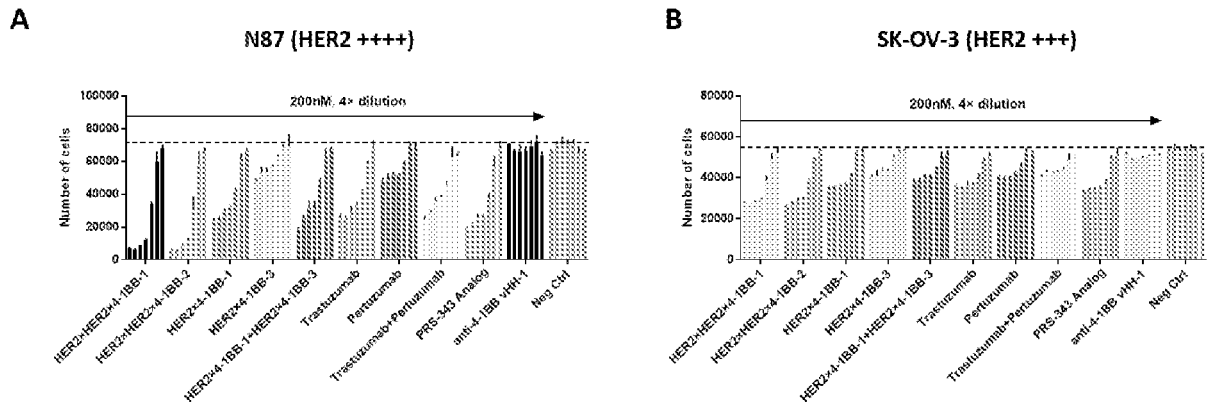 A
N87 (HER2 ++++)
200nM, 4× dilution
Number of cells
100000
80000
60000
40000
20000
0
HER2×HER2×4-1BB-1
HER2×HER2×4-1BB-2
HER2×4-1BB-1
HER2×4-1BB-3
HER2×4-1BB-1+HER2×4-1BB-3
Trastuzumab
Pertuzumab
Trastuzumab+Pertuzumab
PRS-343 Analog
anti-4-1BB vHH-1
Neg Ctrl
B
SK-OV-3 (HER2 +++)
200nM, 4× dilution
Number of cells
80000
60000
40000
20000
0
HER2×HER2×4-1BB-1
HER2×HER2×4-1BB-2
HER2×4-1BB-1
HER2×4-1BB-3
HER2×4-1BB-1+HER2×4-1BB-3
Trastuzumab
Pertuzumab
Trastuzumab+Pertuzumab
PRS-343 Analog
anti-4-1BB vHH-1
Neg Ctrl